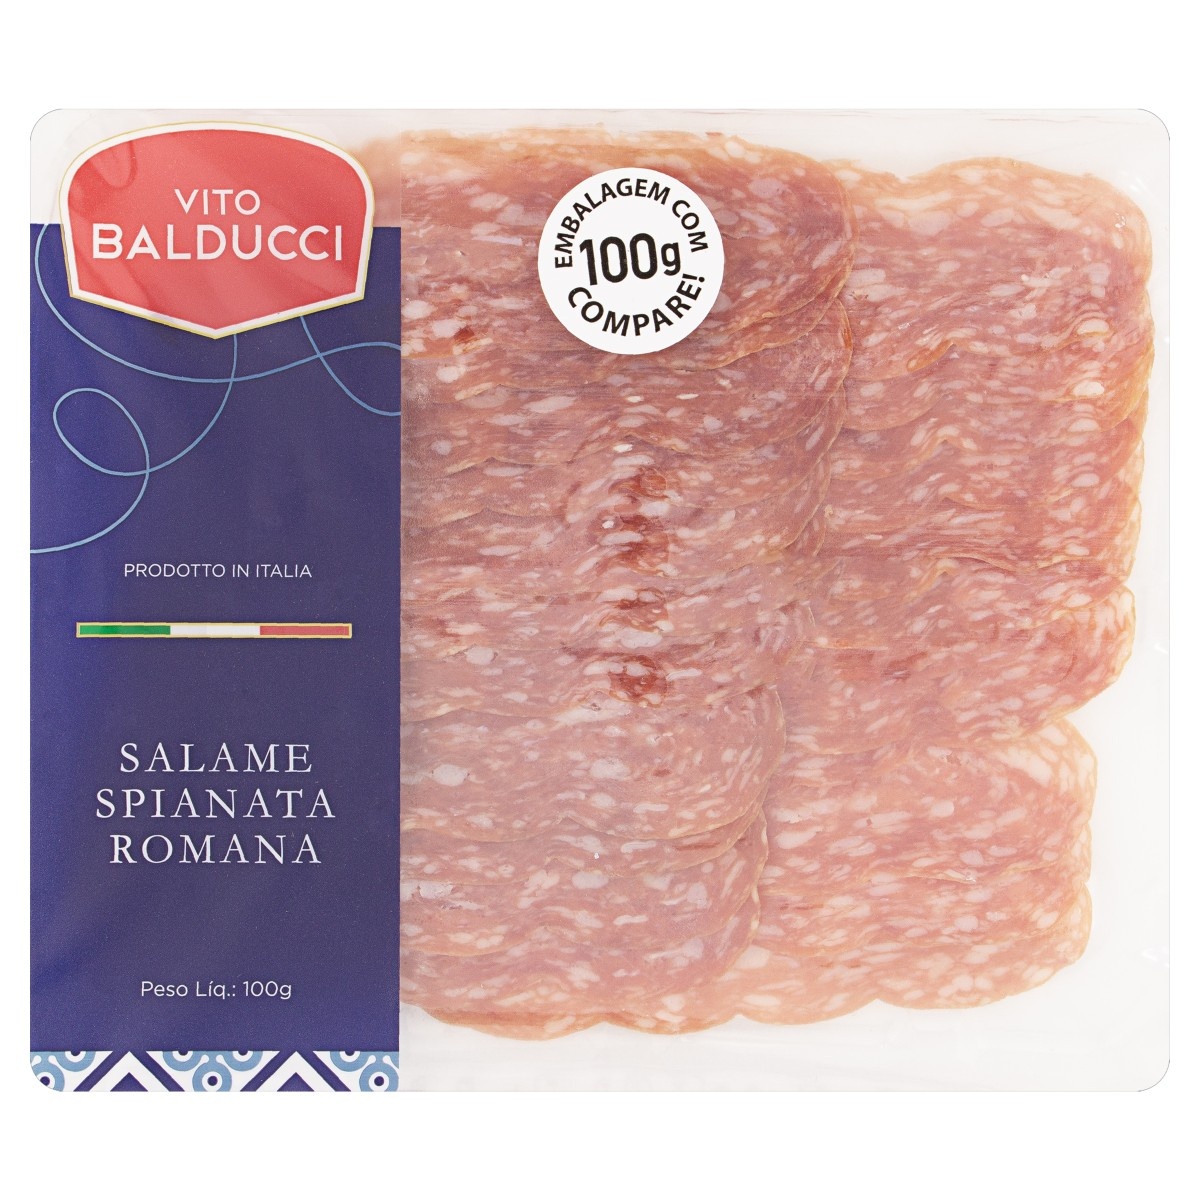 VITO
BALDUCCI
EMBALAGEM COM
100g
COMPARE!
PRODOTTO IN ITALIA
SALAME
SPIANATA
ROMANA
Peso Líq.: 100g